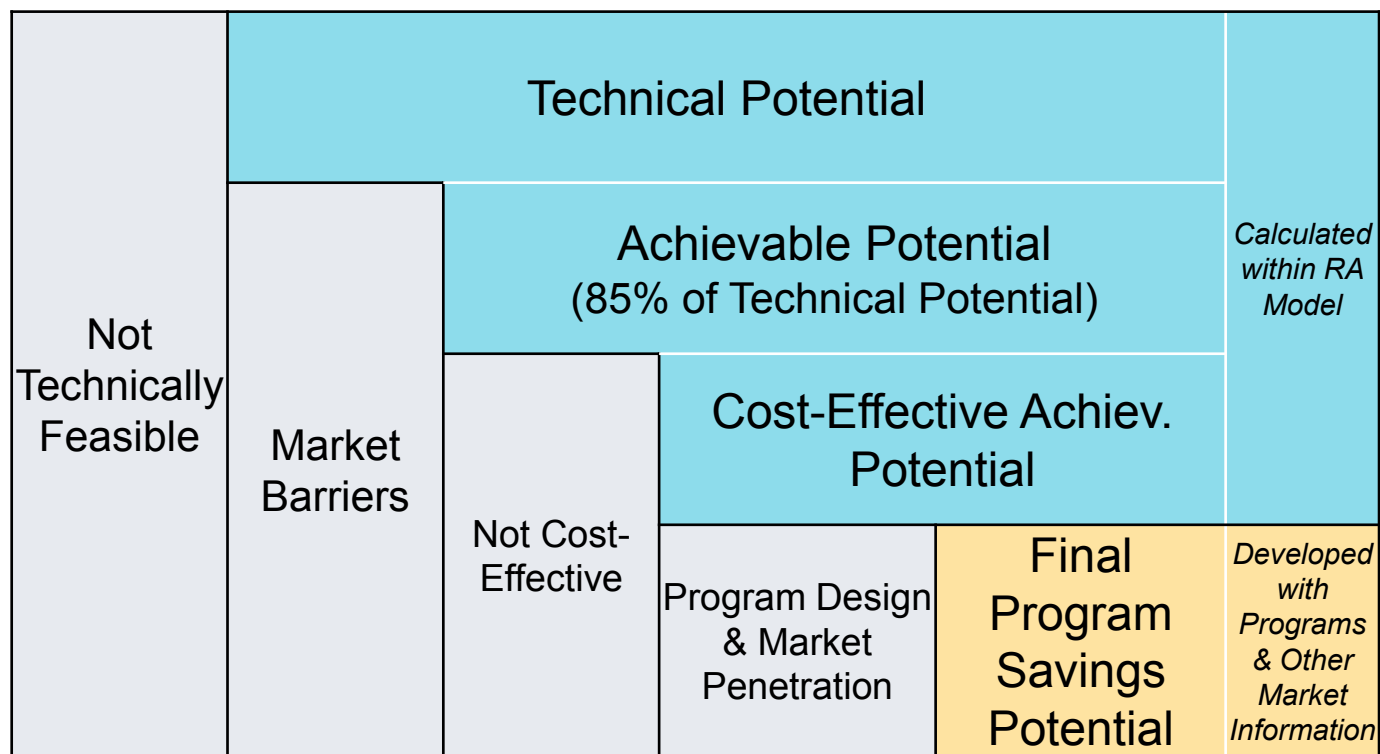 Technical Potential
Achievable Potential
(85% of Technical Potential)
Calculated
within RA
Model
Not
Technically
Feasible
Market
Barriers
Cost-Effective Achiev.
Potential
Not Cost-
Effective
Program Design
& Market
Penetration
Final
Program
Savings
Potential
Developed
with
Programs
& Other
Market
Information